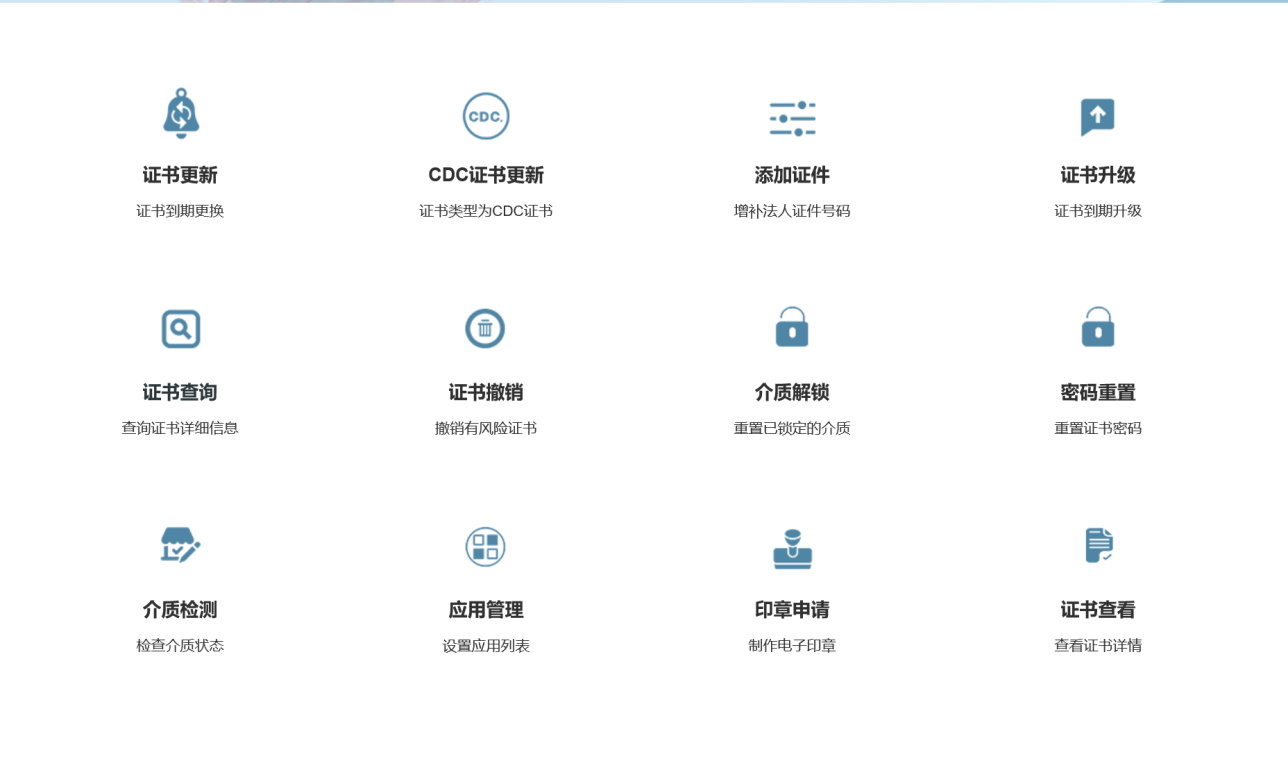 CDC.
证书更新
CDC证书更新
添加证件
证书升级
证书到期更换
证书类型为CDC证书
增补法人证件号码
证书到期升级
证书查询
证书撤销
介质解锁
密码重置
查询证书详细信息
撤销有风险证书
重置已锁定的介质
重置证书密码
介质检测
应用管理
印章申请
证书查看
检查介质状态
设置应用列表
制作电子印章
查看证书详情